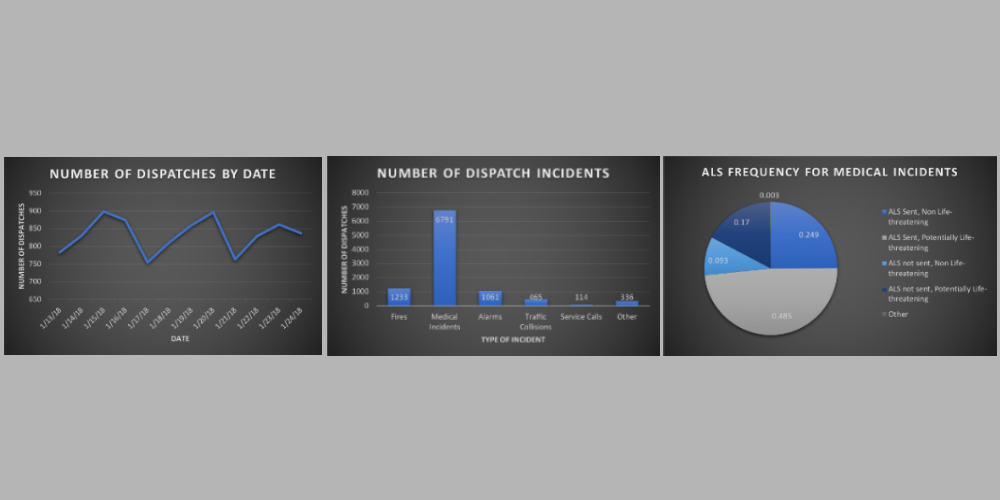 NUMBER OF DISPATCHES BY DATE
950
900
850
800
750
700
650
NUMBER OF DISPATCHES
1/13/18
1/14/18
1/15/18
1/16/18
1/17/18
1/18/18
1/19/18
1/20/18
1/21/18
1/22/18
1/23/18
1/24/18
DATE
NUMBER OF DISPATCH INCIDENTS
8000
7000
6000
5000
4000
3000
2000
1000
0
NUMBER OF DISPATCHES
1233
6791
1061
465
114
336
Fires
Medical
Incidents
Alarms
Traffic
Collisions
Service Calls
Other
TYPE OF INCIDENT
ALS FREQUENCY FOR MEDICAL INCIDENTS
0.003
0.17
0.249
0.093
0.485
ALS Sent, Non Life-
threatening
ALS Sent, Potentially Life-
threatening
ALS not sent, Non Life-
threatening
ALS not sent, Potentially Life-
threatening
Other